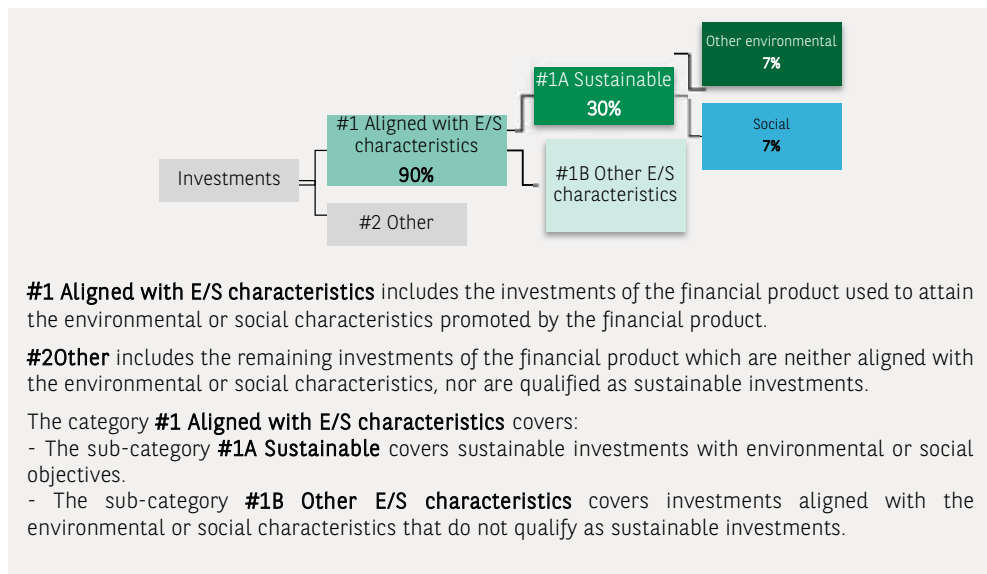 Other environmental
7%
#1A Sustainable
30%
Social
7%
#1 Aligned with E/S
characteristics
90%
#1B Other E/S
characteristics
Investments
#2 Other
#1 Aligned with E/S characteristics includes the investments of the financial product used to attain
the environmental or social characteristics promoted by the financial product.
#2Other includes the remaining investments of the financial product which are neither aligned with
the environmental or social characteristics, nor are qualified as sustainable investments.
The category #1 Aligned with E/S characteristics covers:
- The sub-category #1A Sustainable covers sustainable investments with environmental or social
objectives.
- The sub-category #1B Other E/S characteristics covers investments aligned with the
environmental or social characteristics that do not qualify as sustainable investments.